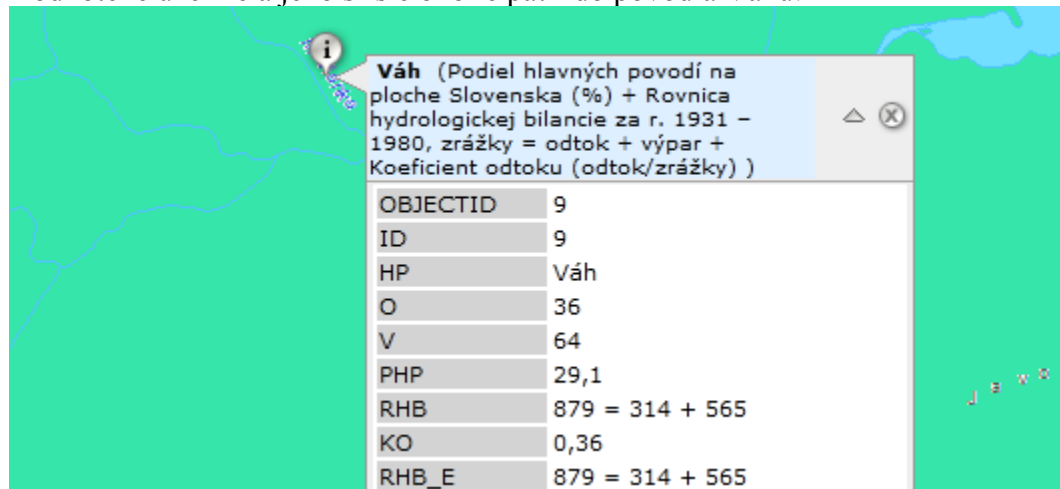 i
Váh (Podiel hlavných povodí na
ploche Slovenska (%) + Rovnica
hydrologickej bilancie za r. 1931 –
1980, zrážky = odtok + výpar +
Koeficient odtoku (odtok/zrážky) )
OBJECTID 9
ID 9
HP Váh
O 36
V 64
PHP 29,1
RHB 879 = 314 + 565
KO 0,36
RHB_E 879 = 314 + 565